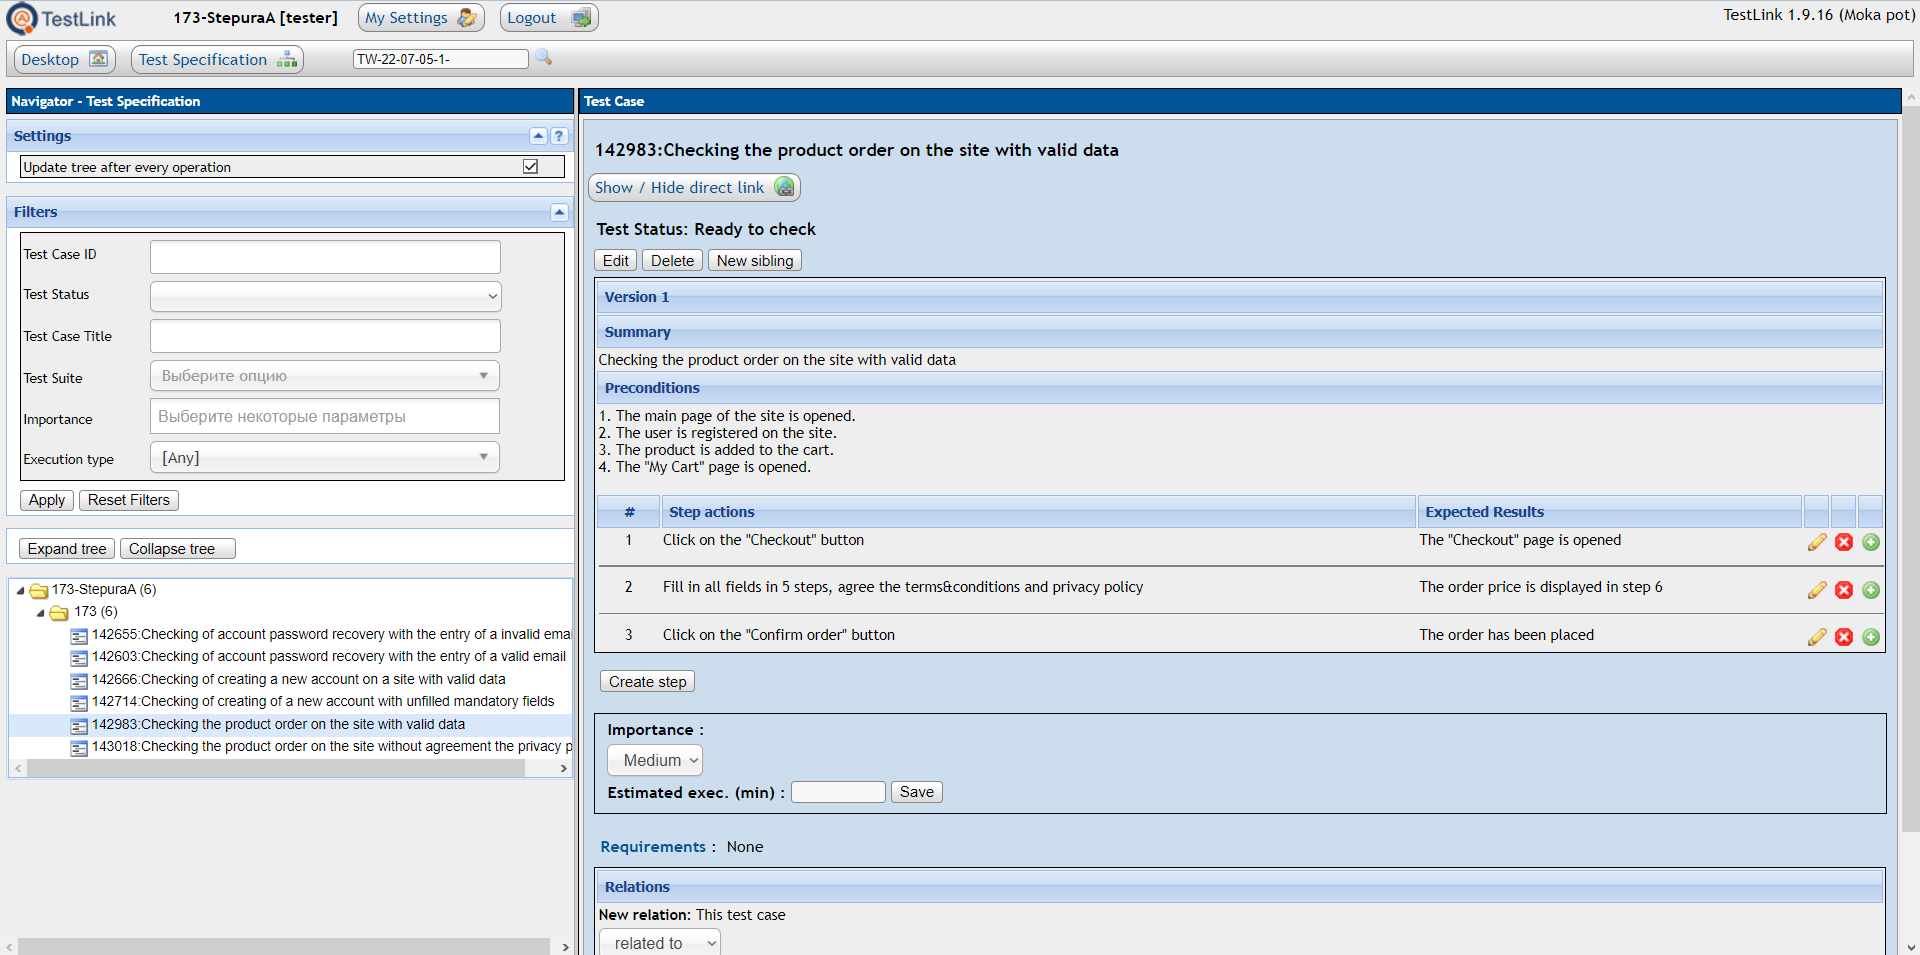 TestLink
173-StepuraA [tester]
My Settings
Logout
TestLink 1.9.16 (Moka pot)
Desktop
Test Specification
TW-22-07-05-1-
Navigator - Test Specification
Settings
?
Update tree after every operation
Filters
Test Case ID
Test Status
Test Case Title
Test Suite
Выберите опцию
Importance
Выберите некоторые параметры
Execution type
[Any]
Apply
Reset Filters
Expand tree
Collapse tree
173-StepuraA (6)
173 (6)
142655:Checking of account password recovery with the entry of a invalid emai
142603:Checking of account password recovery with the entry of a valid email
142666:Checking of creating a new account on a site with valid data
142714:Checking of creating of a new account with unfilled mandatory fields
142983:Checking the product order on the site with valid data
143018:Checking the product order on the site without agreement the privacy p
Test Case
142983:Checking the product order on the site with valid data
Show / Hide direct link
Test Status: Ready to check
Edit
Delete
New sibling
Version 1
Summary
Checking the product order on the site with valid data
Preconditions
1. The main page of the site is opened.
2. The user is registered on the site.
3. The product is added to the cart.
4. The "My Cart" page is opened.
# Step actions Expected Results
1 Click on the "Checkout" button The "Checkout" page is opened
2 Fill in all fields in 5 steps, agree the terms&conditions and privacy policy The order price is displayed in step 6
3 Click on the "Confirm order" button The order has been placed
Create step
Importance :
Medium
Estimated exec. (min) :
Save
Requirements : None
Relations
New relation: This test case
related to